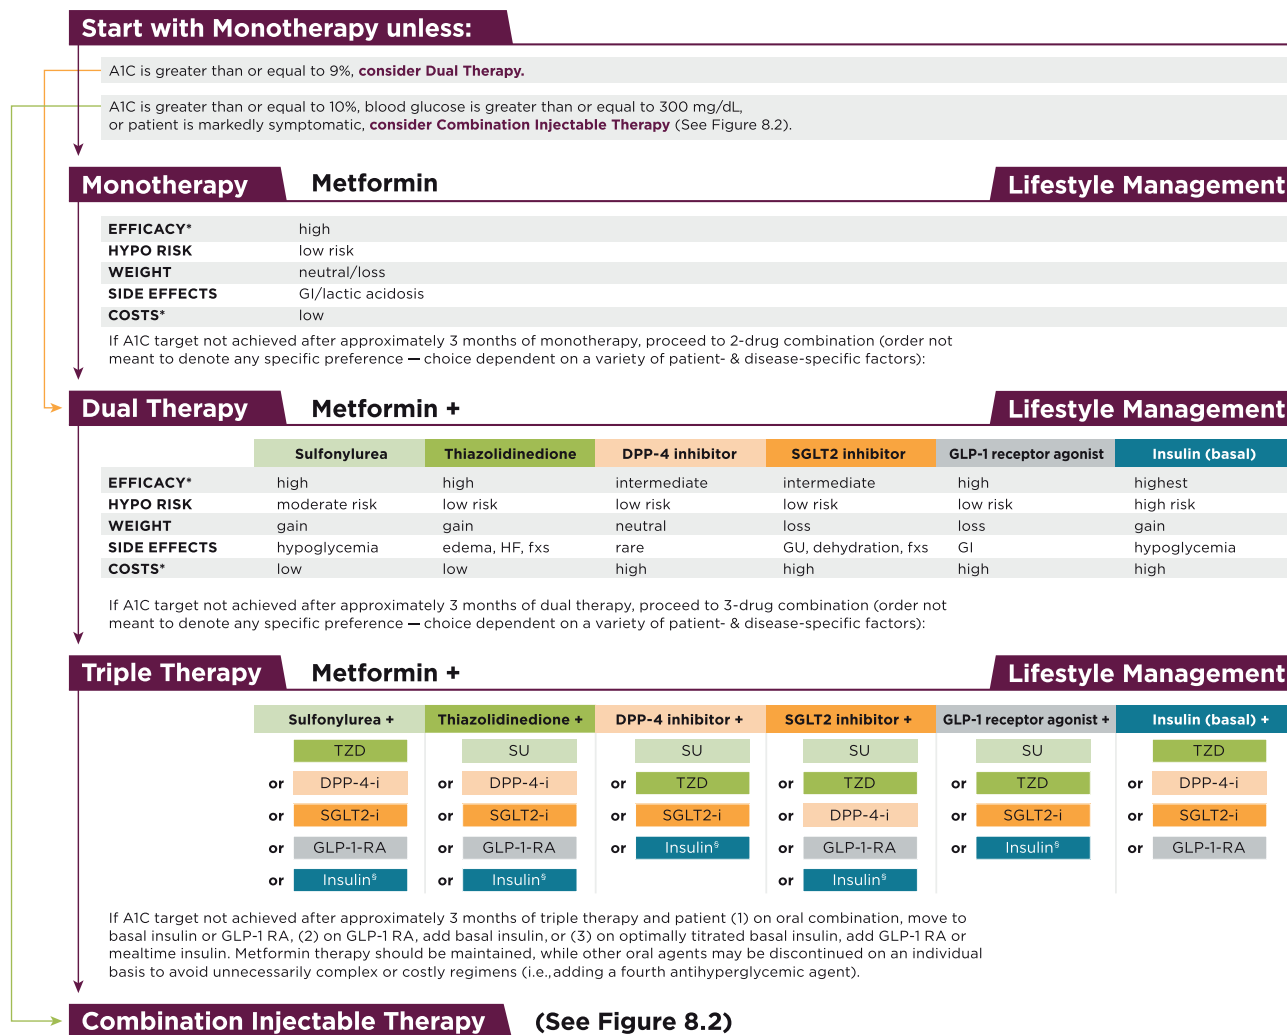 Start with Monotherapy unless:
A1C is greater than or equal to 9%, consider Dual Therapy.
A1C is greater than or equal to 10%, blood glucose is greater than or equal to 300 mg/dL,
or patient is markedly symptomatic, consider Combination Injectable Therapy (See Figure 8.2).
Monotherapy Metformin Lifestyle Management
EFFICACY* high
HYPO RISK low risk
WEIGHT neutral/loss
SIDE EFFECTS GI/lactic acidosis
COSTS* low
If A1C target not achieved after approximately 3 months of monotherapy, proceed to 2-drug combination (order not
meant to denote any specific preference — choice dependent on a variety of patient- & disease-specific factors):
Dual Therapy Metformin + Lifestyle Management
Sulfonylurea Thiazolidinedione DPP-4 inhibitor SGLT2 inhibitor GLP-1 receptor agonist Insulin (basal)
EFFICACY* high high intermediate intermediate high highest
HYPO RISK moderate risk low risk low risk low risk low risk high risk
WEIGHT gain gain neutral loss loss gain
SIDE EFFECTS hypoglycemia edema, HF, fxs rare GU, dehydration, fxs GI hypoglycemia
COSTS* low low high high high high
If A1C target not achieved after approximately 3 months of dual therapy, proceed to 3-drug combination (order not
meant to denote any specific preference — choice dependent on a variety of patient- & disease-specific factors):
Triple Therapy Metformin + Lifestyle Management
Sulfonylurea + Thiazolidinedione + DPP-4 inhibitor + SGLT2 inhibitor + GLP-1 receptor agonist + Insulin (basal) +
TZD SU SU SU SU TZD
or DPP-4-i or DPP-4-i or TZD or TZD or TZD or DPP-4-i
or SGLT2-i or SGLT2-i or SGLT2-i or DPP-4-i or SGLT2-i or SGLT2-i
or GLP-1-RA or GLP-1-RA or Insulin§ or GLP-1-RA or Insulin§ or GLP-1-RA
or Insulin§ or Insulin§ or Insulin§
If A1C target not achieved after approximately 3 months of triple therapy and patient (1) on oral combination, move to
basal insulin or GLP-1 RA, (2) on GLP-1 RA, add basal insulin, or (3) on optimally titrated basal insulin, add GLP-1 RA or
mealtime insulin. Metformin therapy should be maintained, while other oral agents may be discontinued on an individual
basis to avoid unnecessarily complex or costly regimens (i.e., adding a fourth antihyperglycemic agent).
Combination Injectable Therapy (See Figure 8.2)